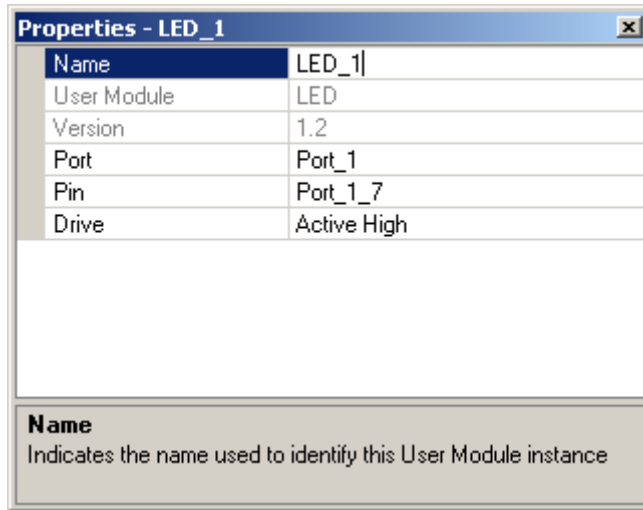 Properties - LED_1
Name LED_1
User Module LED
Version 1.2
Port Port_1
Pin Port_1_7
Drive Active High
Name
Indicates the name used to identify this User Module instance